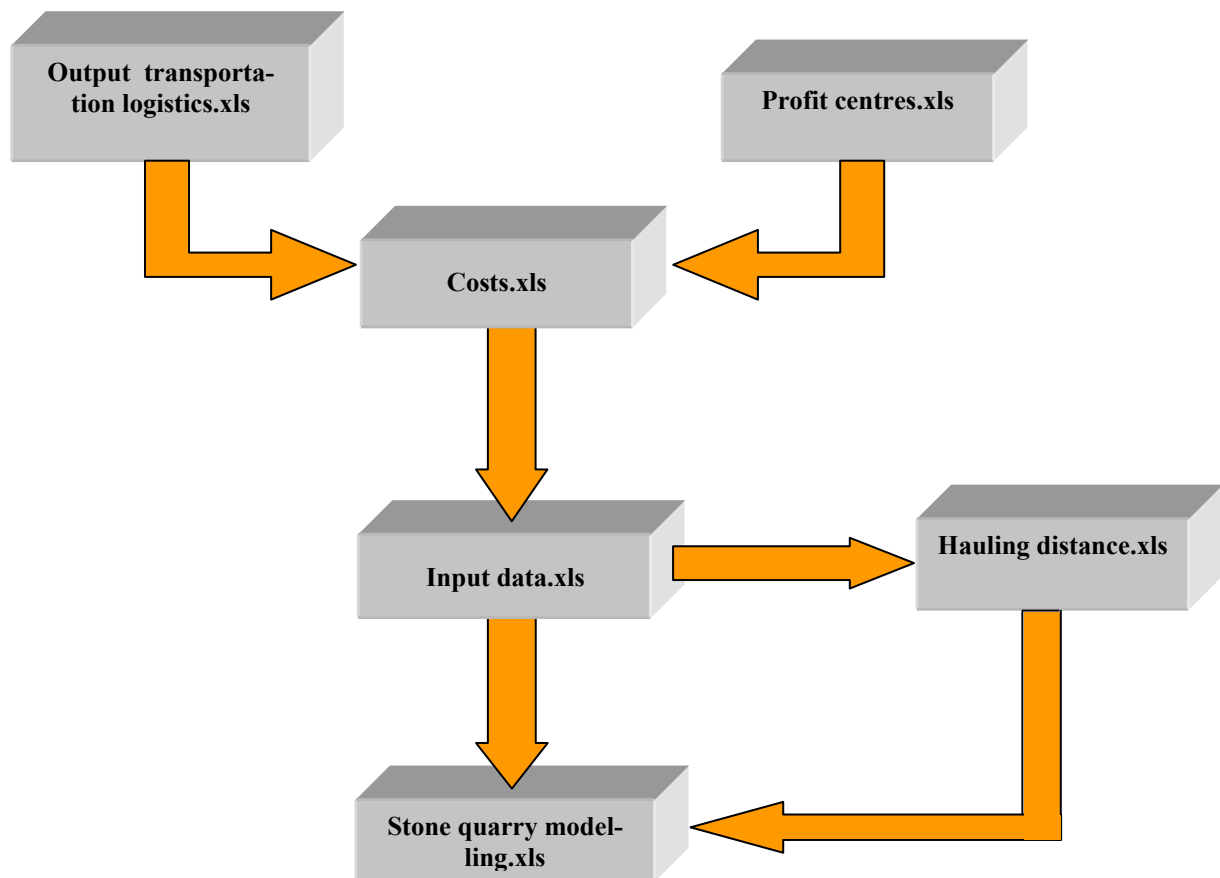 Output transporta-
tion logistics.xls
Profit centres.xls
Costs.xls
Input data.xls
Hauling distance.xls
Stone quarry model-
ling.xls